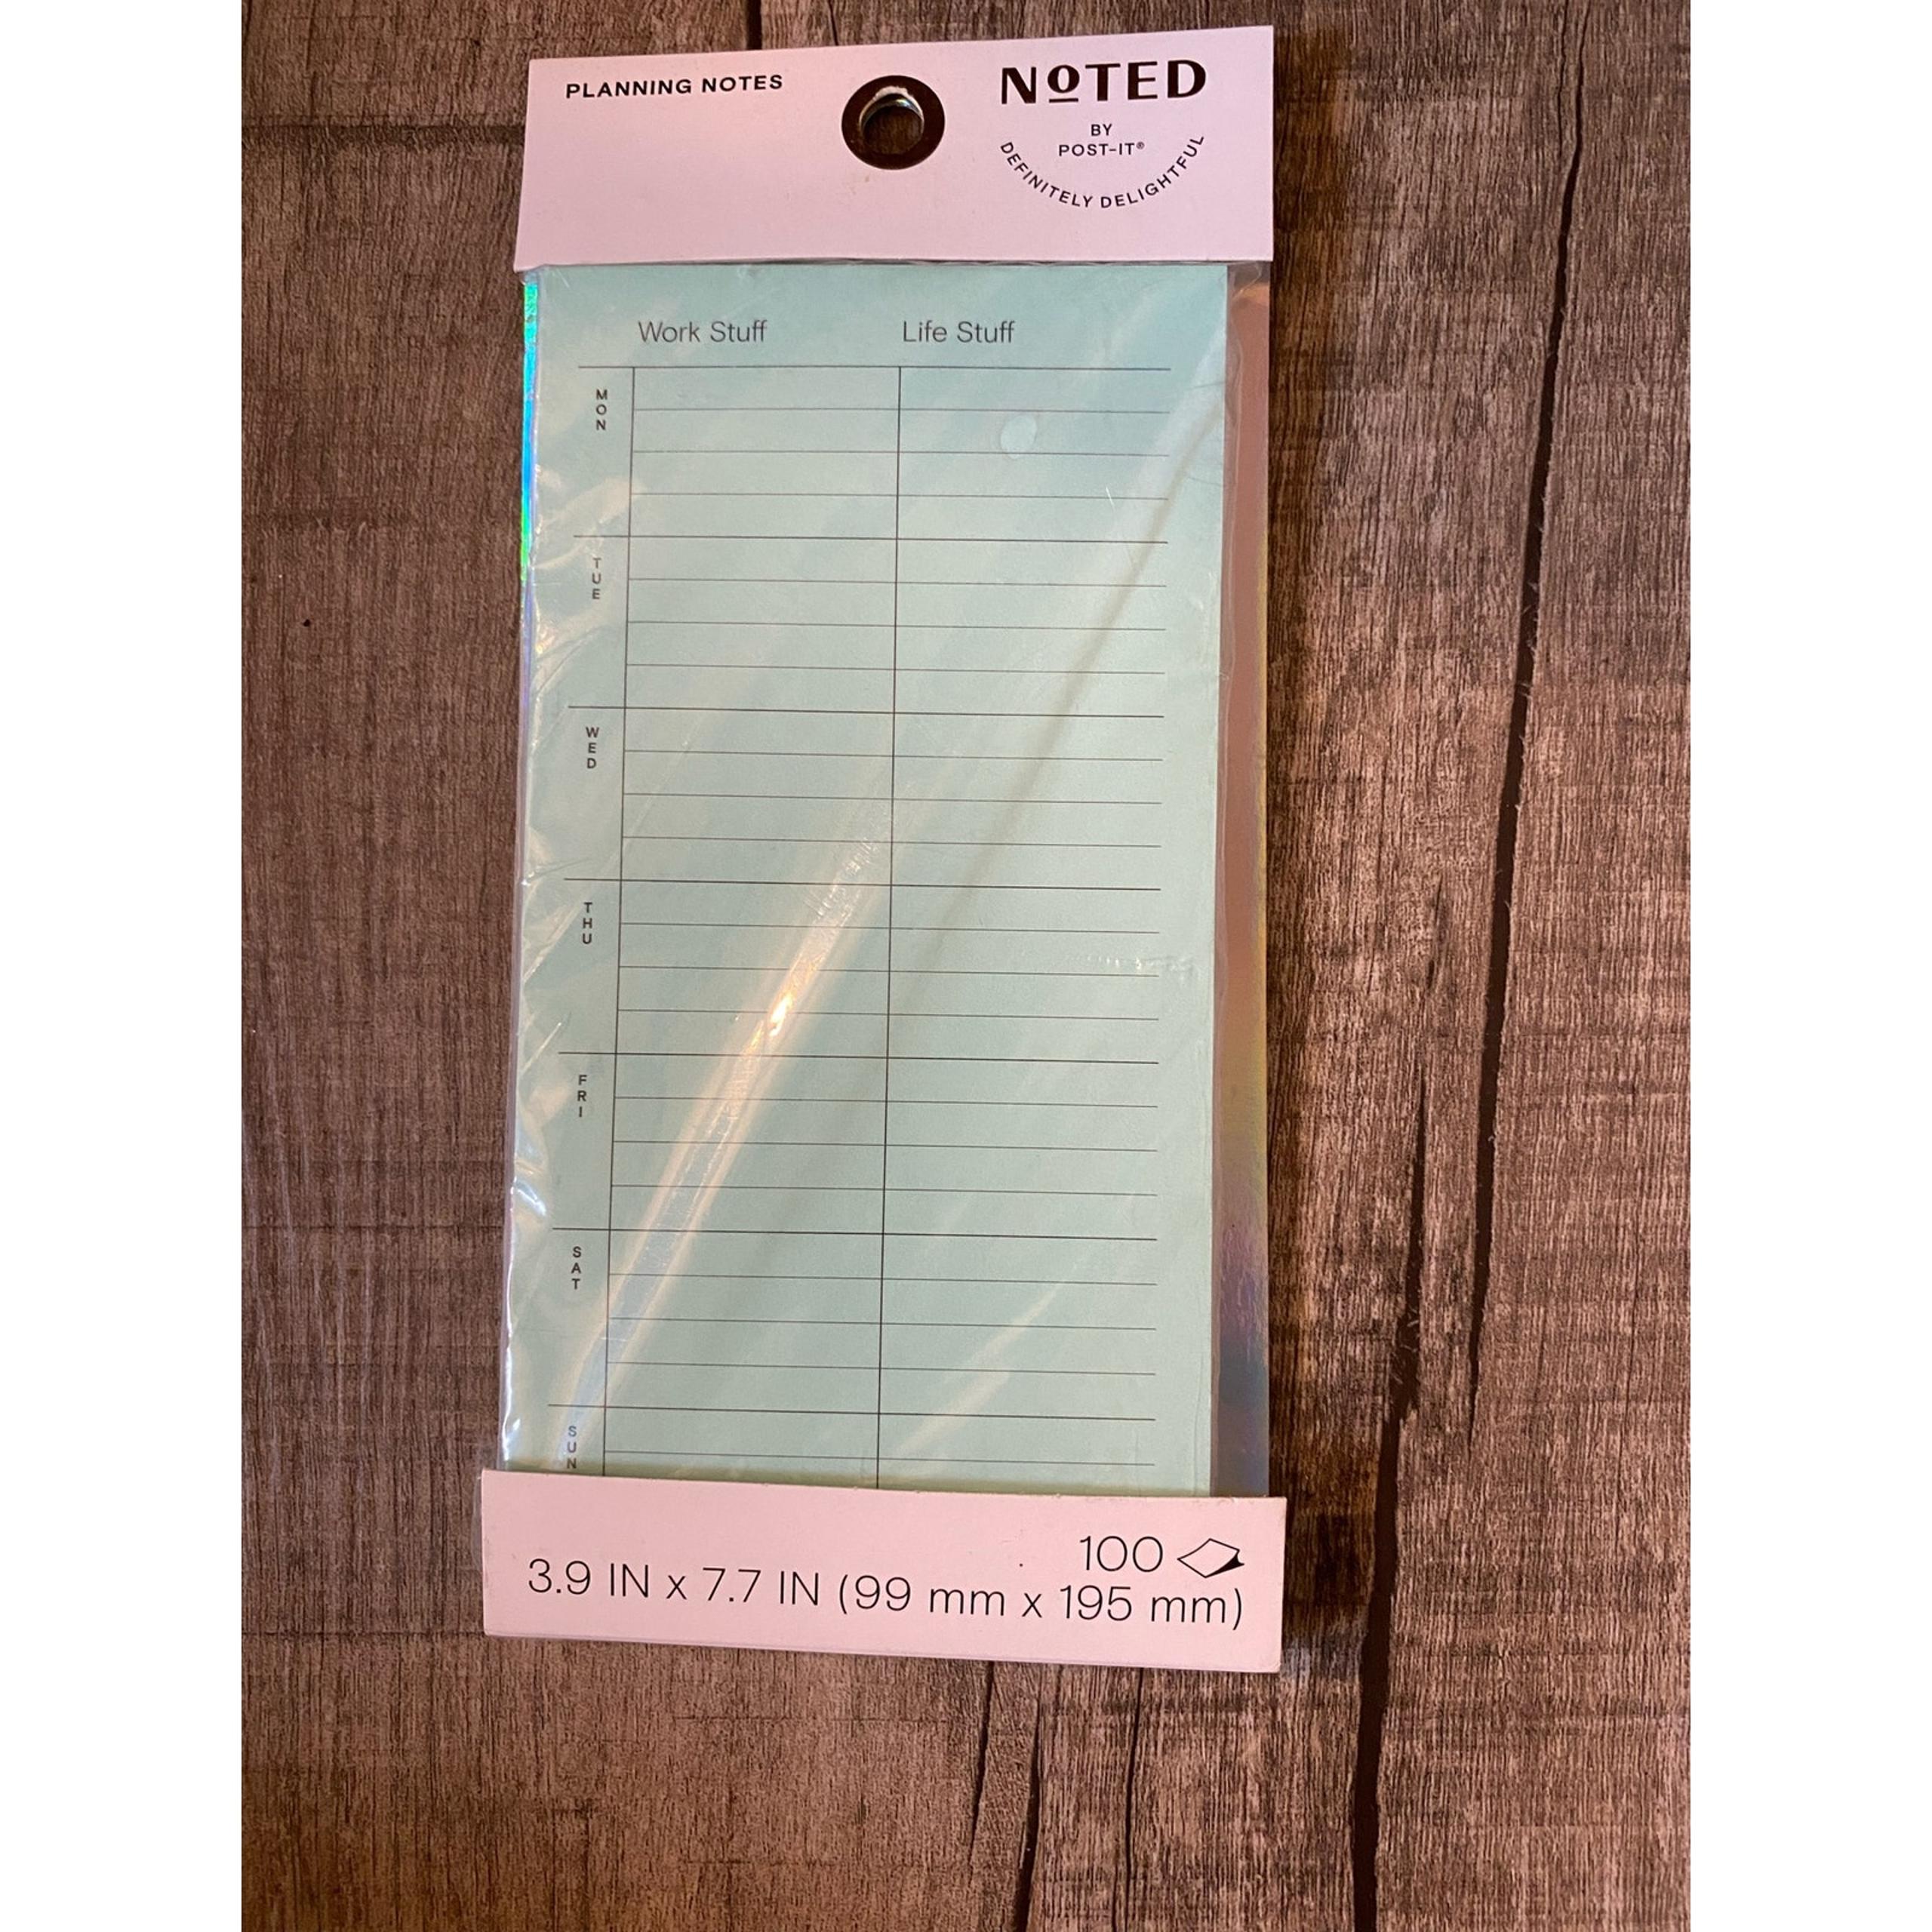 PLANNING NOTES
NOTED
BY
POST-IT®
DEFINITELY DELIGHTFUL
Work Stuff
Life Stuff
MON
TUE
WED
THU
FRI
SAT
SUN
100
3.9 IN x 7.7 IN (99 mm x 195 mm)